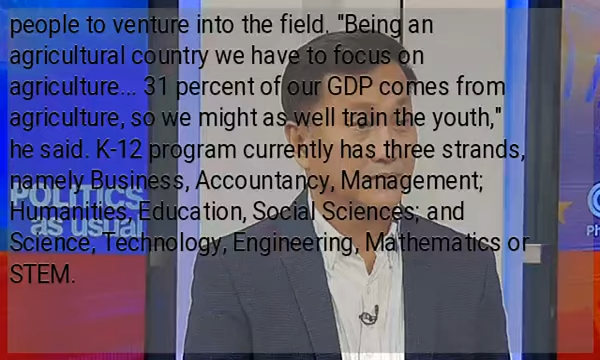 people to venture into the field. "Being an
agricultural country we have to focus on
agriculture... 31 percent of our GDP comes from
agriculture, so we might as well train the youth,"
he said. K-12 program currently has three strands,
namely Business, Accountancy, Management;
Humanities, Education, Social Sciences; and
Science, Technology, Engineering, Mathematics or
STEM.
POLITICS
as usual
Ph